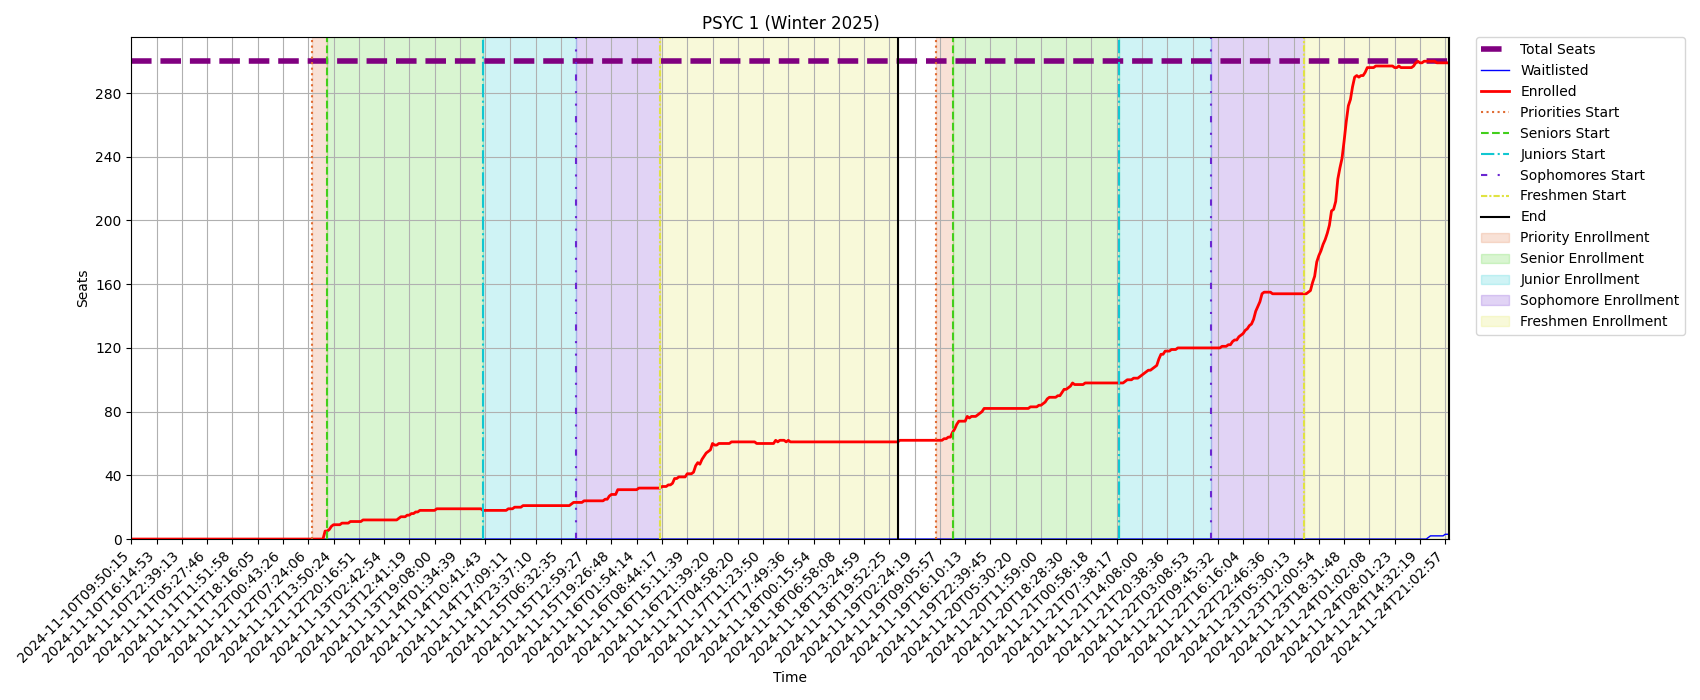 PSYC 1 (Winter 2025)
Seats
280
240
200
160
120
80
40
0
2024-11-10T09:50:15
2024-11-10T16:14:53
2024-11-10T22:39:13
2024-11-11T05:27:46
2024-11-11T11:51:58
2024-11-11T18:16:05
2024-11-12T00:43:26
2024-11-12T07:24:06
2024-11-12T13:50:24
2024-11-12T20:16:51
2024-11-13T02:42:54
2024-11-13T12:41:19
2024-11-13T19:08:00
2024-11-14T01:34:39
2024-11-14T10:41:43
2024-11-14T17:09:11
2024-11-14T23:37:10
2024-11-15T06:32:35
2024-11-15T12:59:27
2024-11-15T19:26:48
2024-11-16T01:54:14
2024-11-16T08:44:17
2024-11-16T15:11:39
2024-11-16T21:39:20
2024-11-17T04:58:20
2024-11-17T11:23:50
2024-11-17T17:49:36
2024-11-18T00:15:54
2024-11-18T06:58:08
2024-11-18T13:24:59
2024-11-18T19:52:25
2024-11-19T02:24:19
2024-11-19T09:05:57
2024-11-19T16:10:13
2024-11-19T22:39:45
2024-11-20T05:30:20
2024-11-20T11:59:00
2024-11-20T18:28:30
2024-11-21T00:58:18
2024-11-21T07:38:17
2024-11-21T14:08:00
2024-11-21T20:38:36
2024-11-22T03:08:53
2024-11-22T09:45:32
2024-11-22T16:16:04
2024-11-22T22:46:36
2024-11-23T05:30:13
2024-11-23T12:00:54
2024-11-23T18:31:48
2024-11-24T01:02:08
2024-11-24T08:01:23
2024-11-24T14:32:19
2024-11-24T21:02:57
Time
Total Seats
Waitlisted
Enrolled
Priorities Start
Seniors Start
Juniors Start
Sophomores Start
Freshmen Start
End
Priority Enrollment
Senior Enrollment
Junior Enrollment
Sophomore Enrollment
Freshmen Enrollment